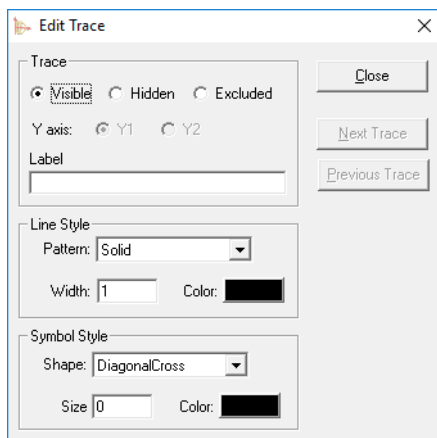 Edit Trace
Trace
Visible Hidden Excluded
Y axis: Y1 Y2
Label
Close
Next Trace
Previous Trace
Line Style
Pattern: Solid
Width: 1 Color:
Symbol Style
Shape: DiagonalCross
Size 0 Color: